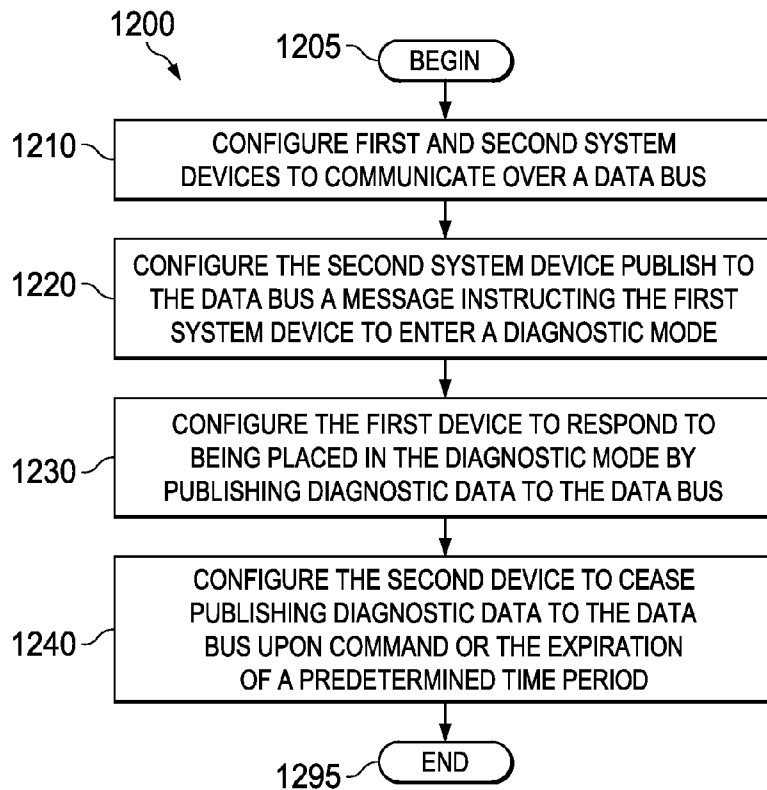 1200
1205
BEGIN
1210
CONFIGURE FIRST AND SECOND SYSTEM
DEVICES TO COMMUNICATE OVER A DATA BUS
1220
CONFIGURE THE SECOND SYSTEM DEVICE PUBLISH TO
THE DATA BUS A MESSAGE INSTRUCTING THE FIRST
SYSTEM DEVICE TO ENTER A DIAGNOSTIC MODE
1230
CONFIGURE THE FIRST DEVICE TO RESPOND TO
BEING PLACED IN THE DIAGNOSTIC MODE BY
PUBLISHING DIAGNOSTIC DATA TO THE DATA BUS
1240
CONFIGURE THE SECOND DEVICE TO CEASE
PUBLISHING DIAGNOSTIC DATA TO THE DATA
BUS UPON COMMAND OR THE EXPIRATION
OF A PREDETERMINED TIME PERIOD
1295
END